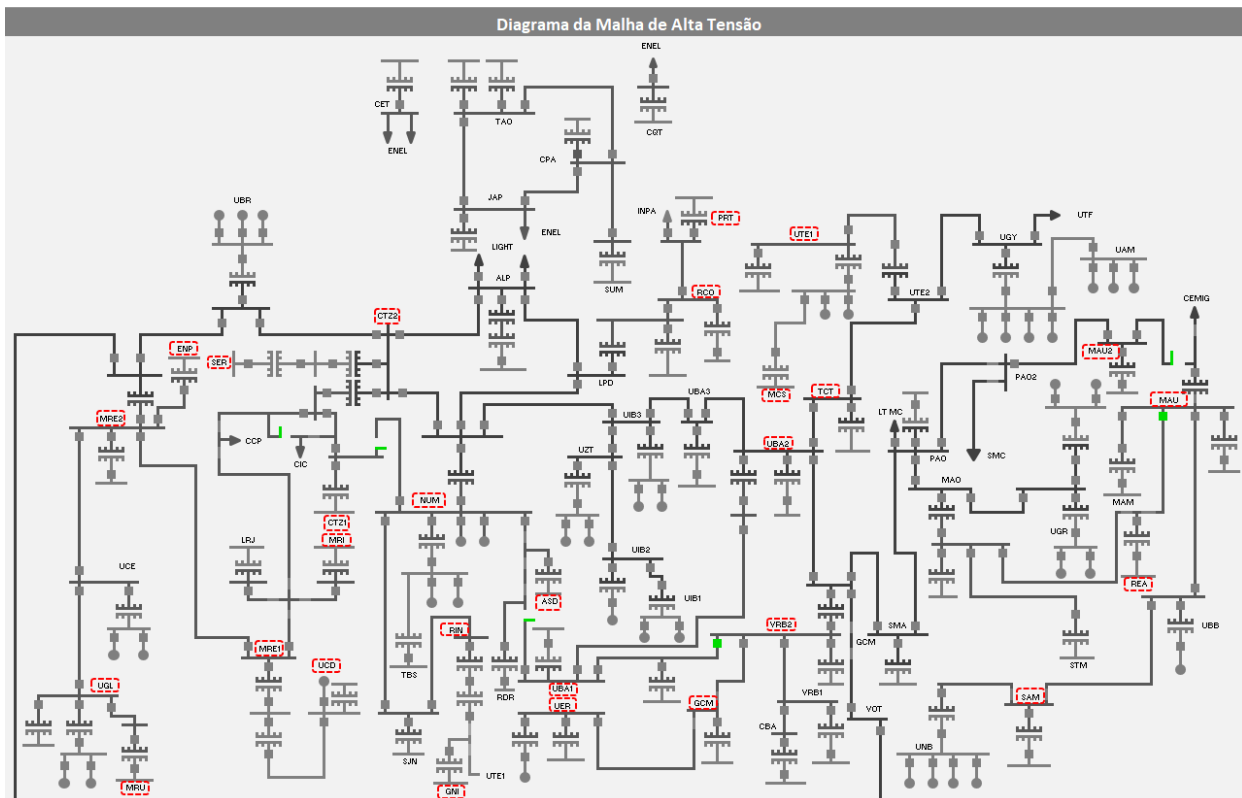 Diagrama da Malha de Alta Tensão
ENEL
CET
TAO
CQT
ENEL
CPA
UBR
JAP
INPA
PRT
UTE1
UTF
ENEL
LIGHT
UGY
UAM
ALP
SUM
RCO
UTE2
CEMIG
CTZ2
ENP
SER
MAU2
LPD
PAO2
MCS
TCT
UBA3
MAU
MRE2
UIB3
LT MC
CCP
CIC
UZT
UBA2
PAO
SMC
MAO
NUM
MAM
CTZ1
MRI
LRJ
UGR
UIB2
UCE
REA
ASD
UIB1
RIN
VRB2
SMA
UBB
GCM
MRE1
UCD
STM
TBS
RDR
UBA1
UGL
UER
GCM
VRB1
SAM
VOT
CBA
UNB
SJN
UTE1
MRU
GNI